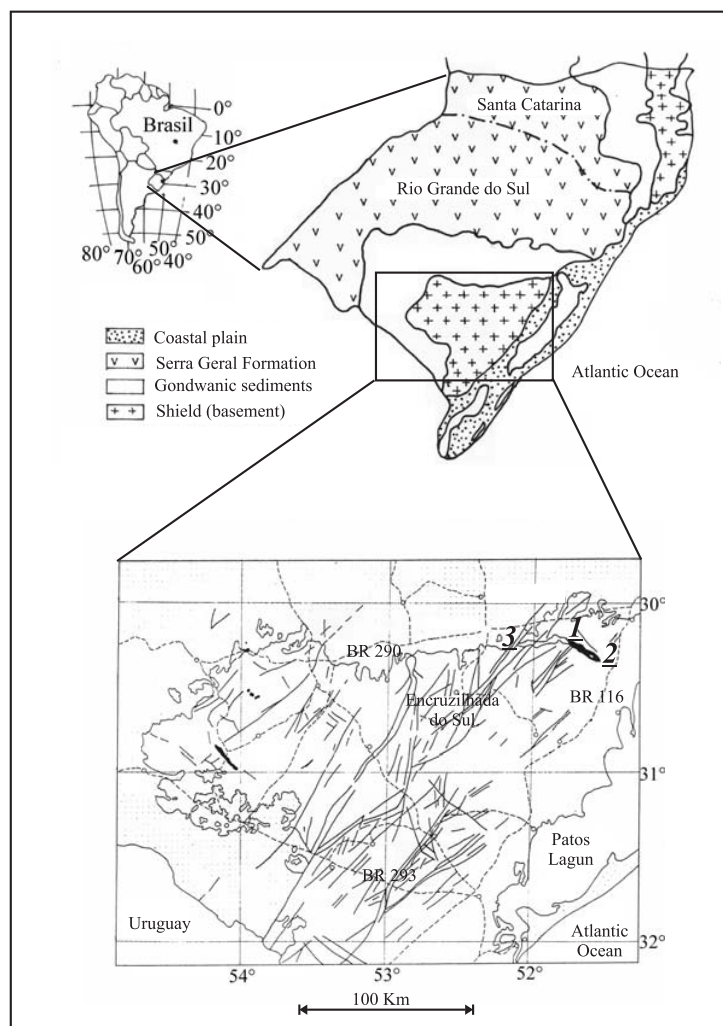 Brasil
0°
10°
20°
30°
40°
50°
80°
70°
60°
50°
40°
Santa Catarina
Rio Grande do Sul
Atlantic Ocean
Coastal plain
Serra Geral Formation
Gondwanic sediments
Shield (basement)
30°
31°
32°
BR 290
3
1
2
Encruzilhada
do Sul
BR 116
BR 293
Patos
Lagun
Uruguay
Atlantic
Ocean
54°
53°
52°
100 Km